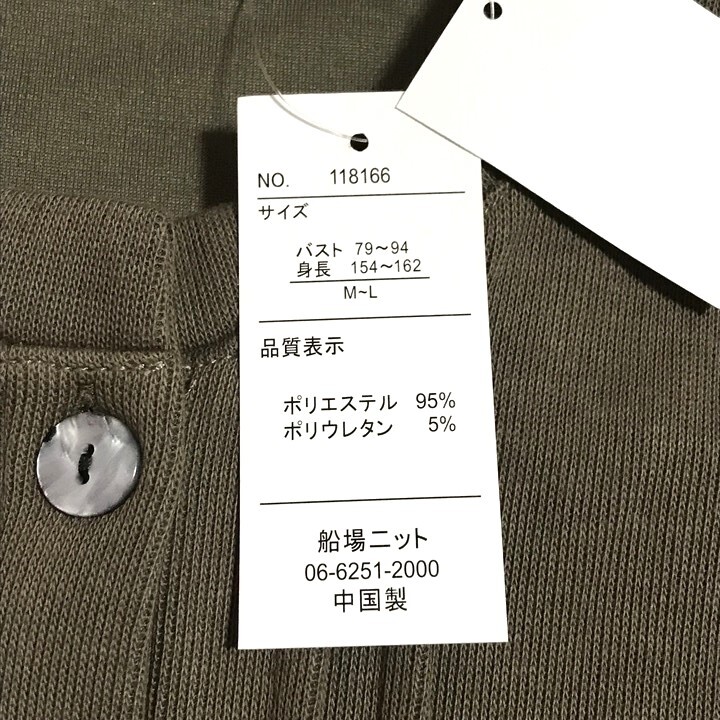 NO. 118166
サイズ
バスト 79〜94
身長 154〜162
M~L
品質表示
ポリエステル 95%
ポリウレタン 5%
船場ニット
06-6251-2000
中国製